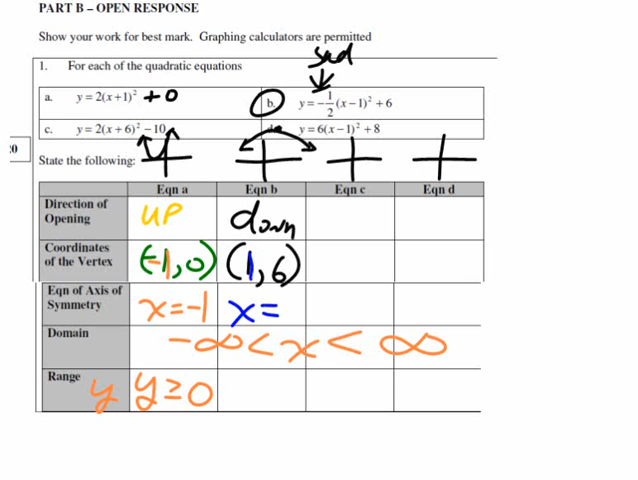 PART B – OPEN RESPONSE
Show your work for best mark. Graphing calculators are permitted
sad
1. For each of the quadratic equations
a. y = 2(x+1)² +0 b. y = -1/2(x-1)² + 6
c. y = 2(x+6)² - 10 y = 6(x-1)² + 8
State the following:
Eqn a Eqn b Eqn c Eqn d
Direction of Opening UP down
Coordinates of the Vertex (-1,0) (1,6)
Eqn of Axis of Symmetry x=-1 x=
Domain -∞<x<∞
Range y y≥0